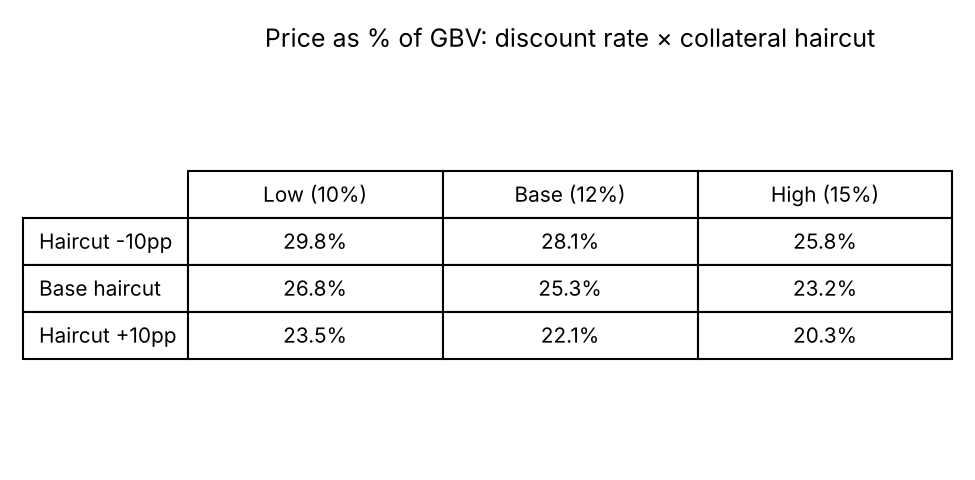 Price as % of GBV: discount rate × collateral haircut
Low (10%) Base (12%) High (15%)
Haircut -10pp 29.8% 28.1% 25.8%
Base haircut 26.8% 25.3% 23.2%
Haircut +10pp 23.5% 22.1% 20.3%